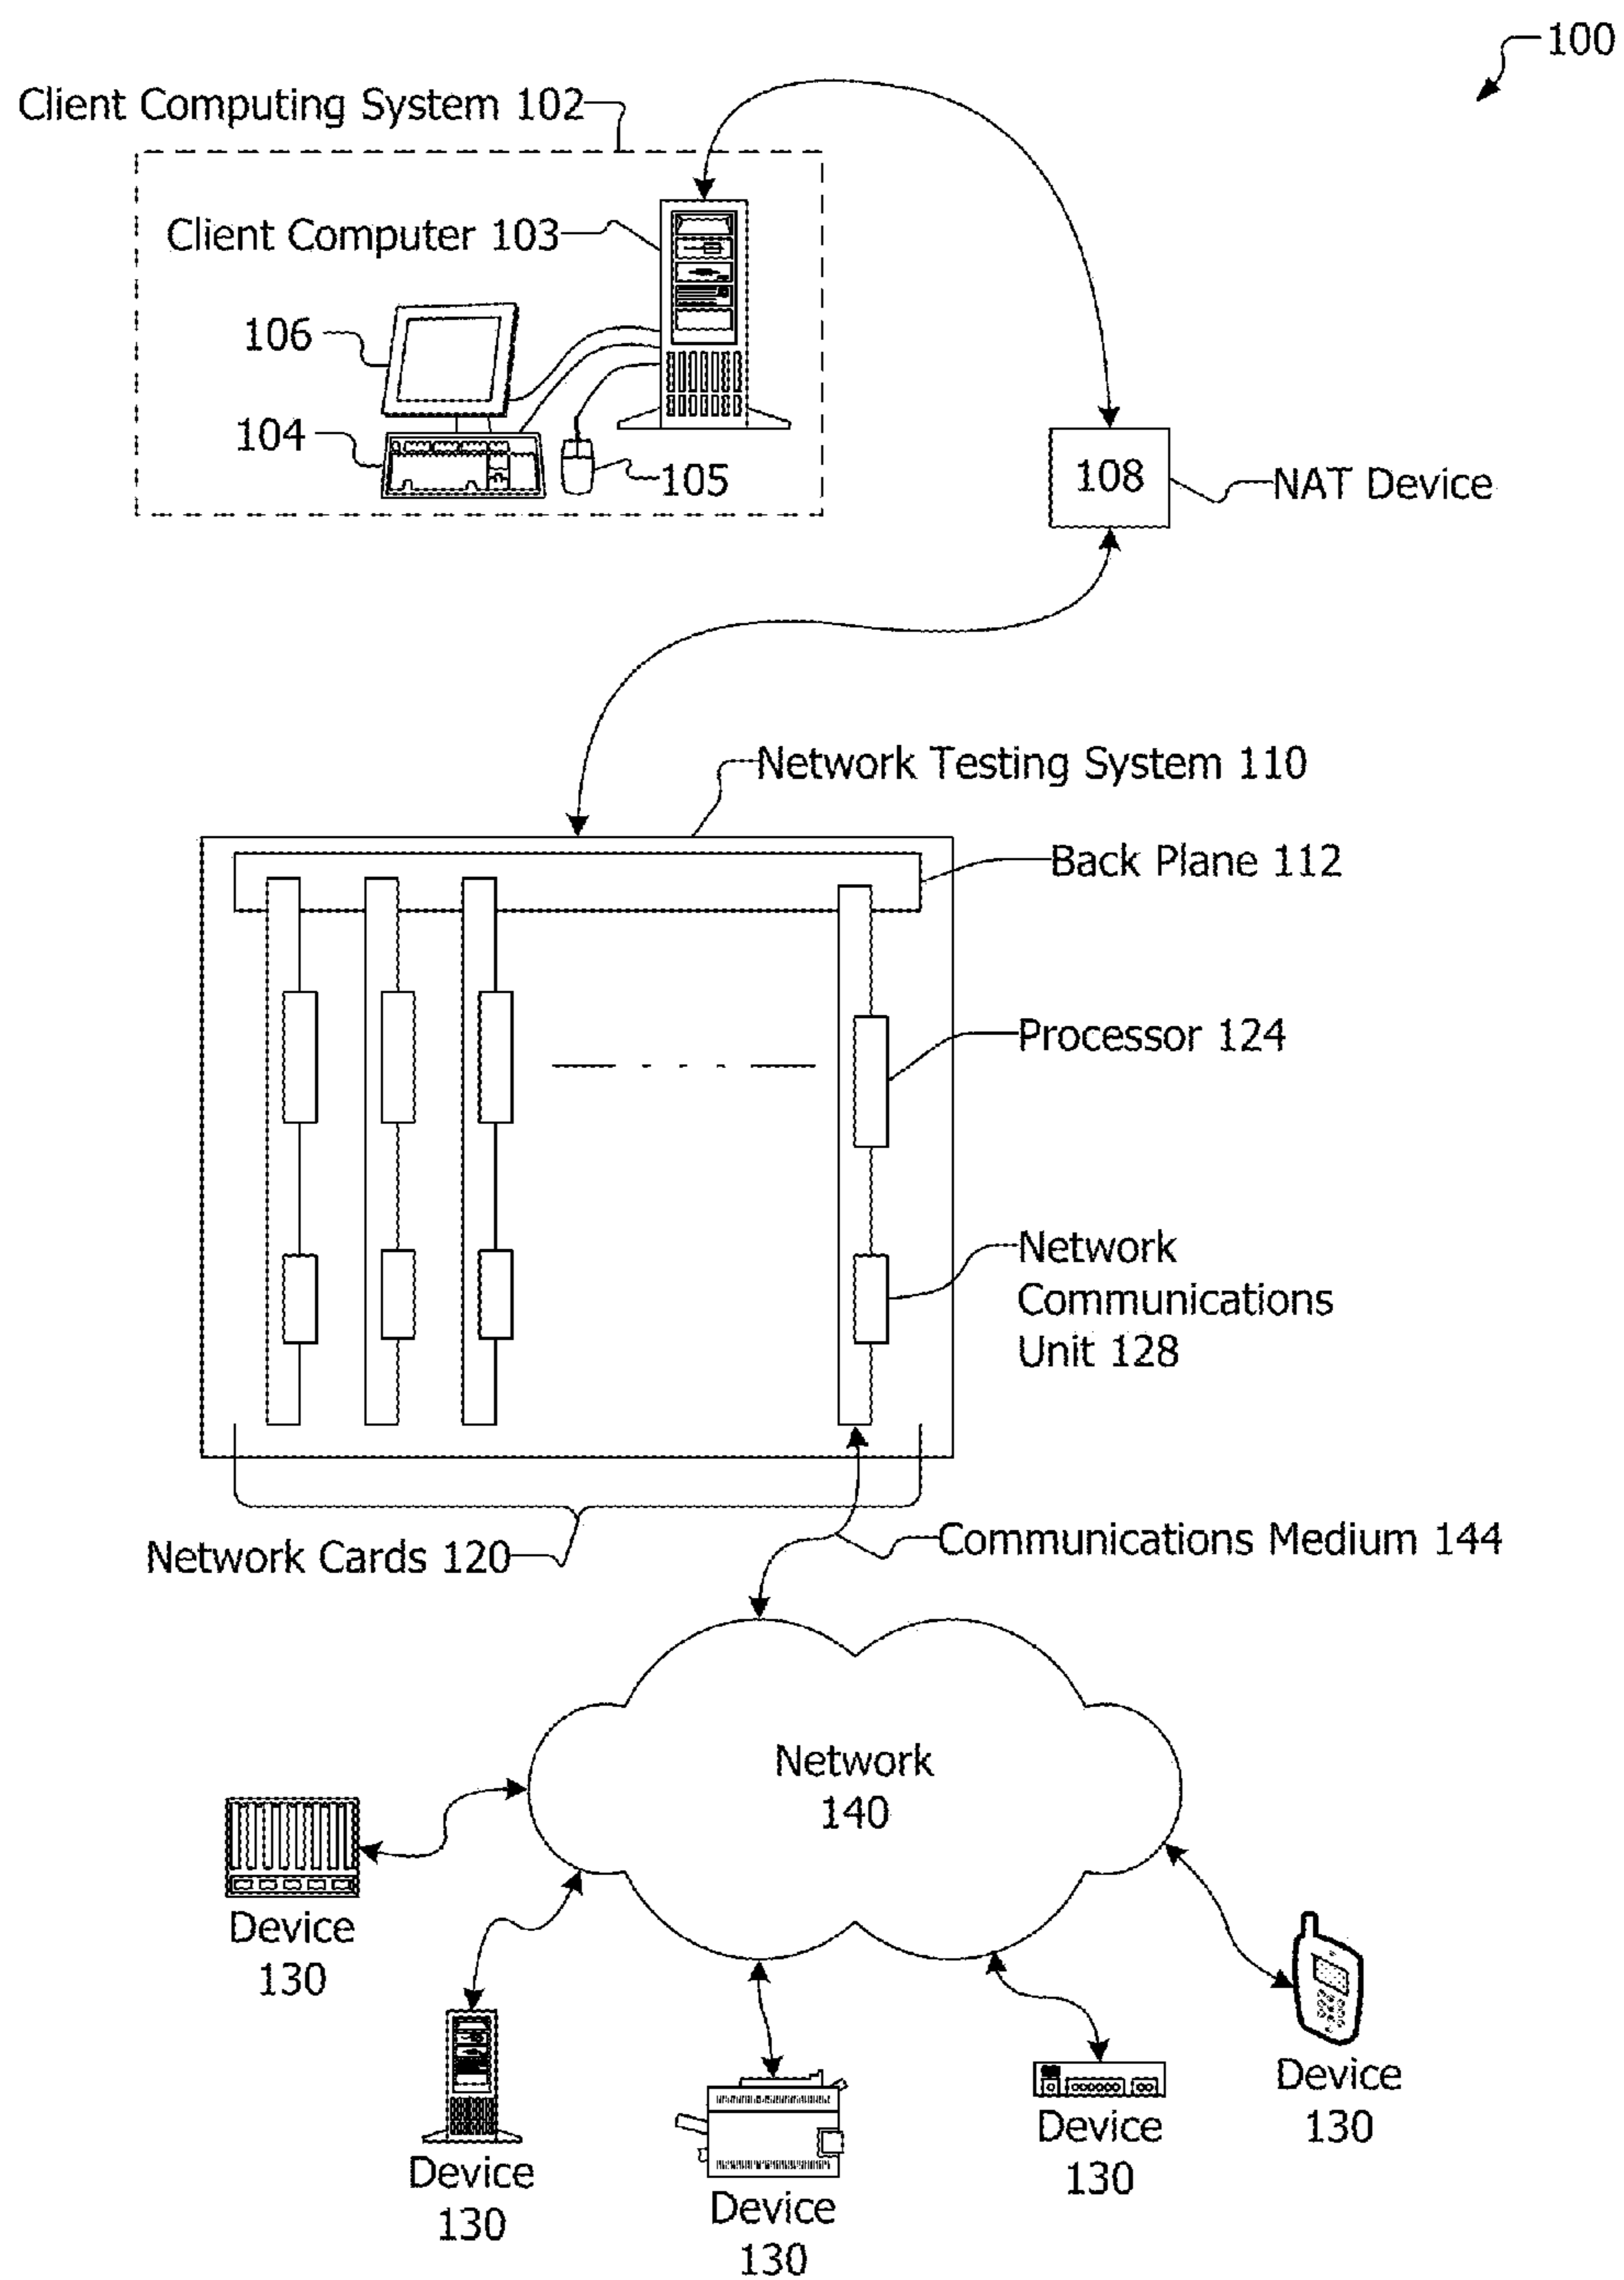 100
Client Computing System 102
Client Computer 103
106
104
105
108
NAT Device
Network Testing System 110
Back Plane 112
Processor 124
Network
Communications
Unit 128
Network Cards 120
Communications Medium 144
Network
140
Device
130
Device
130
Device
130
Device
130
Device
130